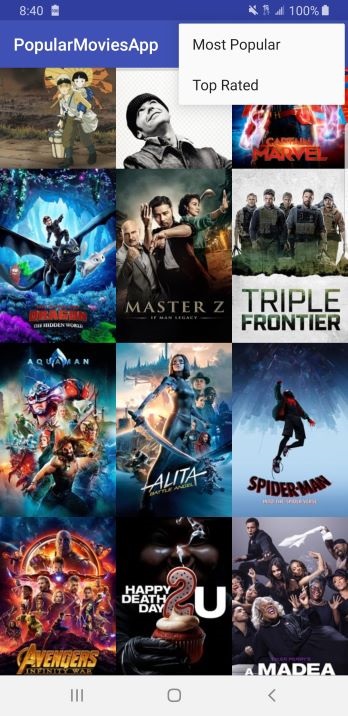 8:40
100%
PopularMoviesApp
Most Popular
Top Rated
CAPTAIN
MARVEL
DRAGON
THE HIDDEN WORLD
MASTER Z
IP MAN LEGACY
TRIPLE
FRONTIER
AQUAMAN
ALITA
BATTLE ANGEL
SPIDER-MAN
INTO THE SPIDER-VERSE
AVENGERS
INFINITY WAR
HAPPY
DEATH
DAY
2U
TYLER PERRY'S
A MADEA